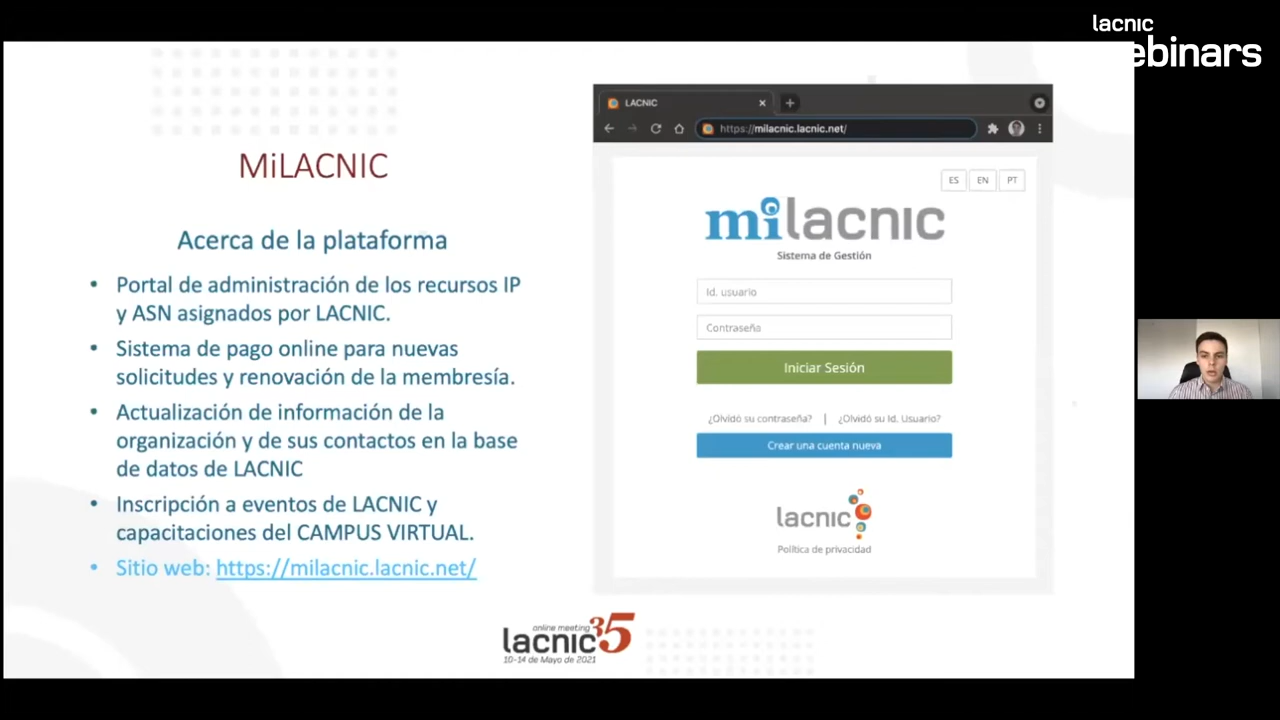 lacnic
ebinars
MiLACNIC
Acerca de la plataforma
• Portal de administración de los recursos IP
y ASN asignados por LACNIC.
• Sistema de pago online para nuevas
solicitudes y renovación de la membresía.
• Actualización de información de la
organización y de sus contactos en la base
de datos de LACNIC
• Inscripción a eventos de LACNIC y
capacitaciones del CAMPUS VIRTUAL.
• Sitio web: https://milacnic.lacnic.net/
LACNIC
https://milacnic.lacnic.net/
ES EN PT
milacnic
Sistema de Gestión
Id. usuario
Contraseña
Iniciar Sesión
¿Olvidó su contraseña? | ¿Olvidó su Id. Usuario?
Crear una cuenta nueva
lacnic
Política de privacidad
online meeting
lacnic 35
10-14 de Mayo de 2021